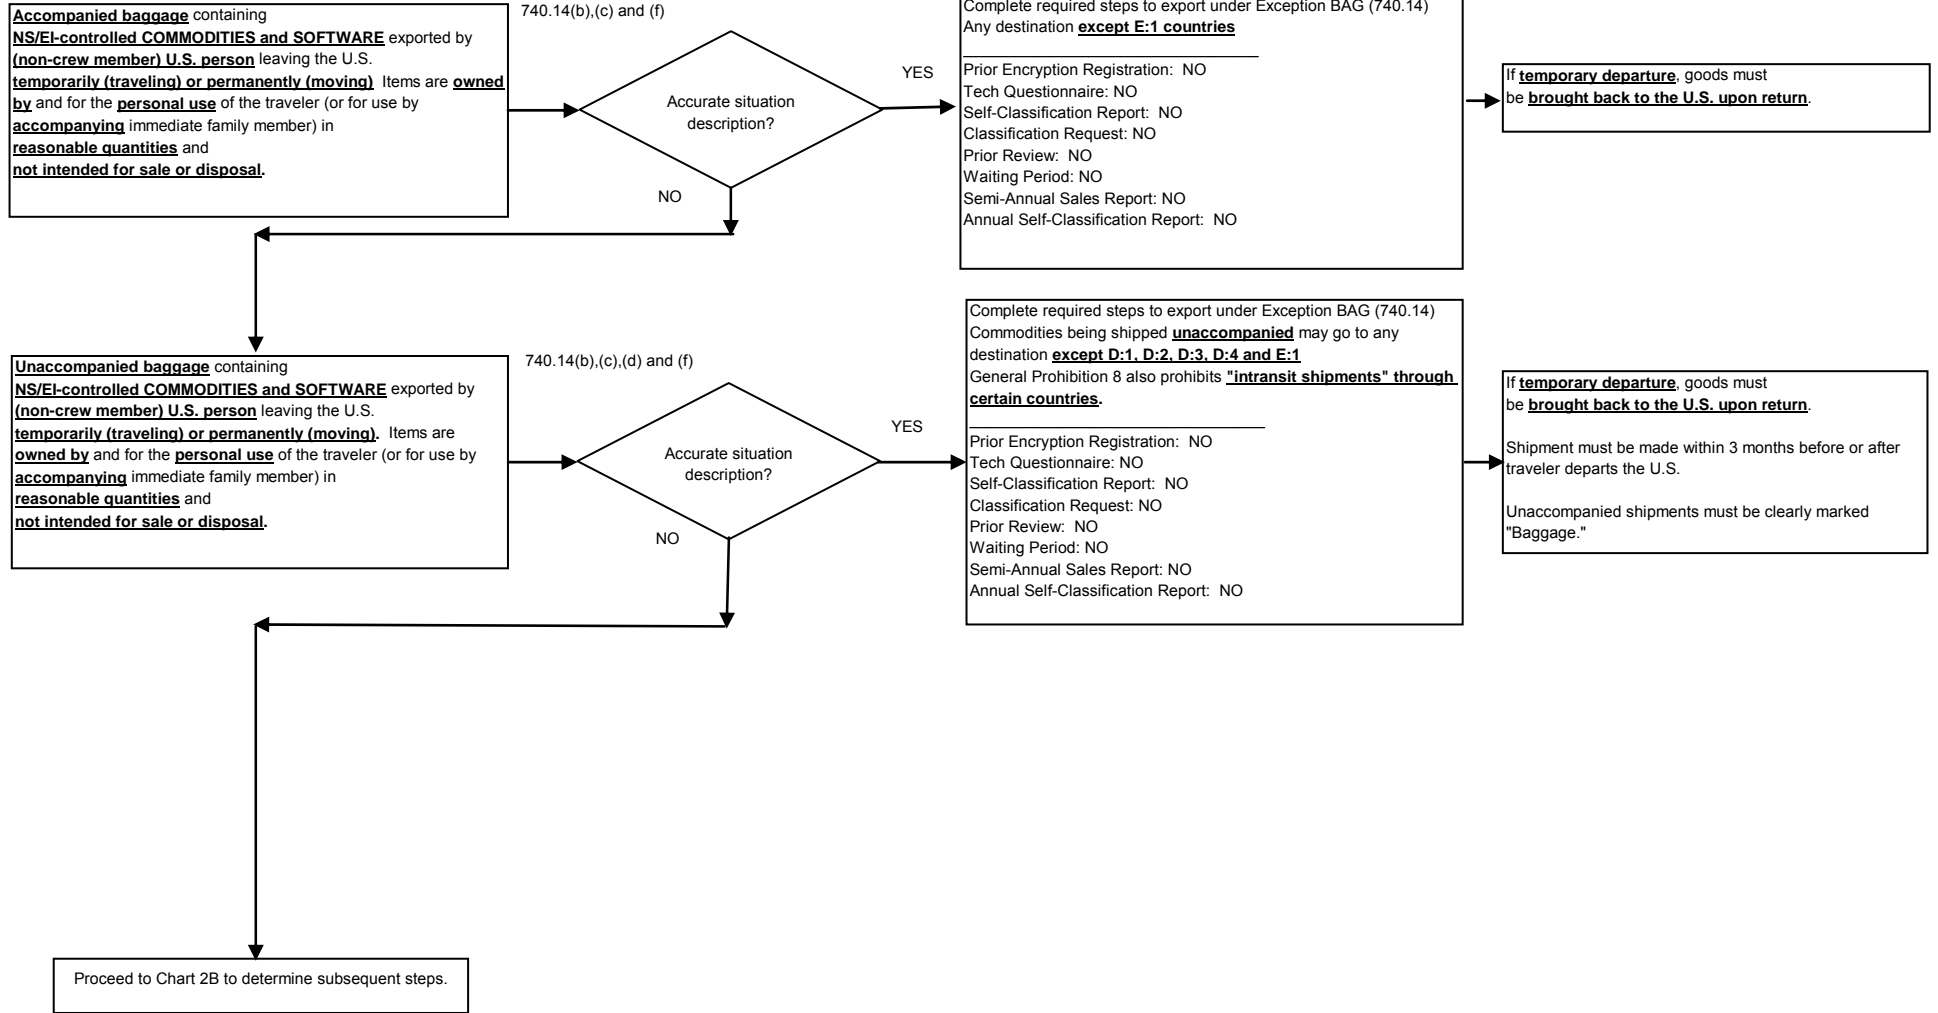 Accompanied baggage containing
NS/EI-controlled COMMODITIES and SOFTWARE exported by
(non-crew member) U.S. person leaving the U.S.
temporarily (traveling) or permanently (moving) Items are owned
by and for the personal use of the traveler (or for use by
accompanying immediate family member) in
reasonable quantities and
not intended for sale or disposal.
740.14(b),(c) and (f)
Accurate situation
description?
YES
NO
Complete required steps to export under Exception BAG (740.14)
Any destination except E:1 countries
Prior Encryption Registration: NO
Tech Questionnaire: NO
Self-Classification Report: NO
Classification Request: NO
Prior Review: NO
Waiting Period: NO
Semi-Annual Sales Report: NO
Annual Self-Classification Report: NO
If temporary departure, goods must
be brought back to the U.S. upon return.
Unaccompanied baggage containing
NS/EI-controlled COMMODITIES and SOFTWARE exported by
(non-crew member) U.S. person leaving the U.S.
temporarily (traveling) or permanently (moving). Items are
owned by and for the personal use of the traveler (or for use by
accompanying immediate family member) in
reasonable quantities and
not intended for sale or disposal.
740.14(b),(c),(d) and (f)
Accurate situation
description?
YES
NO
Complete required steps to export under Exception BAG (740.14)
Commodities being shipped unaccompanied may go to any
destination except D:1, D:2, D:3, D:4 and E:1
General Prohibition 8 also prohibits "intransit shipments" through
certain countries.
Prior Encryption Registration: NO
Tech Questionnaire: NO
Self-Classification Report: NO
Classification Request: NO
Prior Review: NO
Waiting Period: NO
Semi-Annual Sales Report: NO
Annual Self-Classification Report: NO
If temporary departure, goods must
be brought back to the U.S. upon return.
Shipment must be made within 3 months before or after
traveler departs the U.S.
Unaccompanied shipments must be clearly marked
"Baggage."
Proceed to Chart 2B to determine subsequent steps.